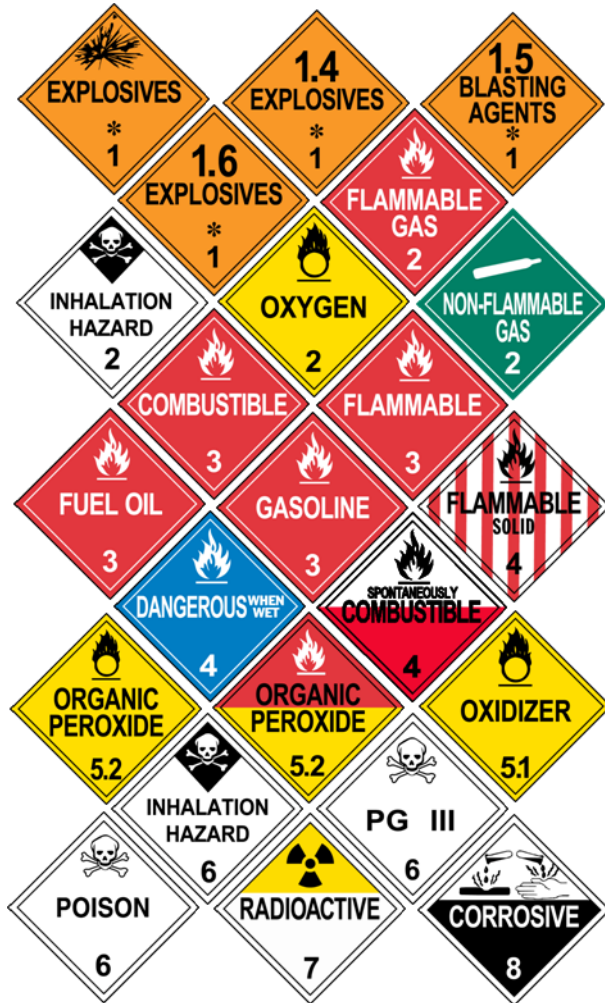 EXPLOSIVES
*
1
1.4
EXPLOSIVES
*
1
1.5
BLASTING
AGENTS
*
1
1.6
EXPLOSIVES
*
1
FLAMMABLE
GAS
2
INHALATION
HAZARD
2
OXYGEN
2
NON-FLAMMABLE
GAS
2
COMBUSTIBLE
3
FLAMMABLE
3
FUEL OIL
3
GASOLINE
3
FLAMMABLE
SOLID
4
DANGEROUS WHEN
WET
4
SPONTANEOUSLY
COMBUSTIBLE
4
ORGANIC
PEROXIDE
5.2
ORGANIC
PEROXIDE
5.2
OXIDIZER
5.1
INHALATION
HAZARD
6
PG III
6
POISON
6
RADIOACTIVE
7
CORROSIVE
8